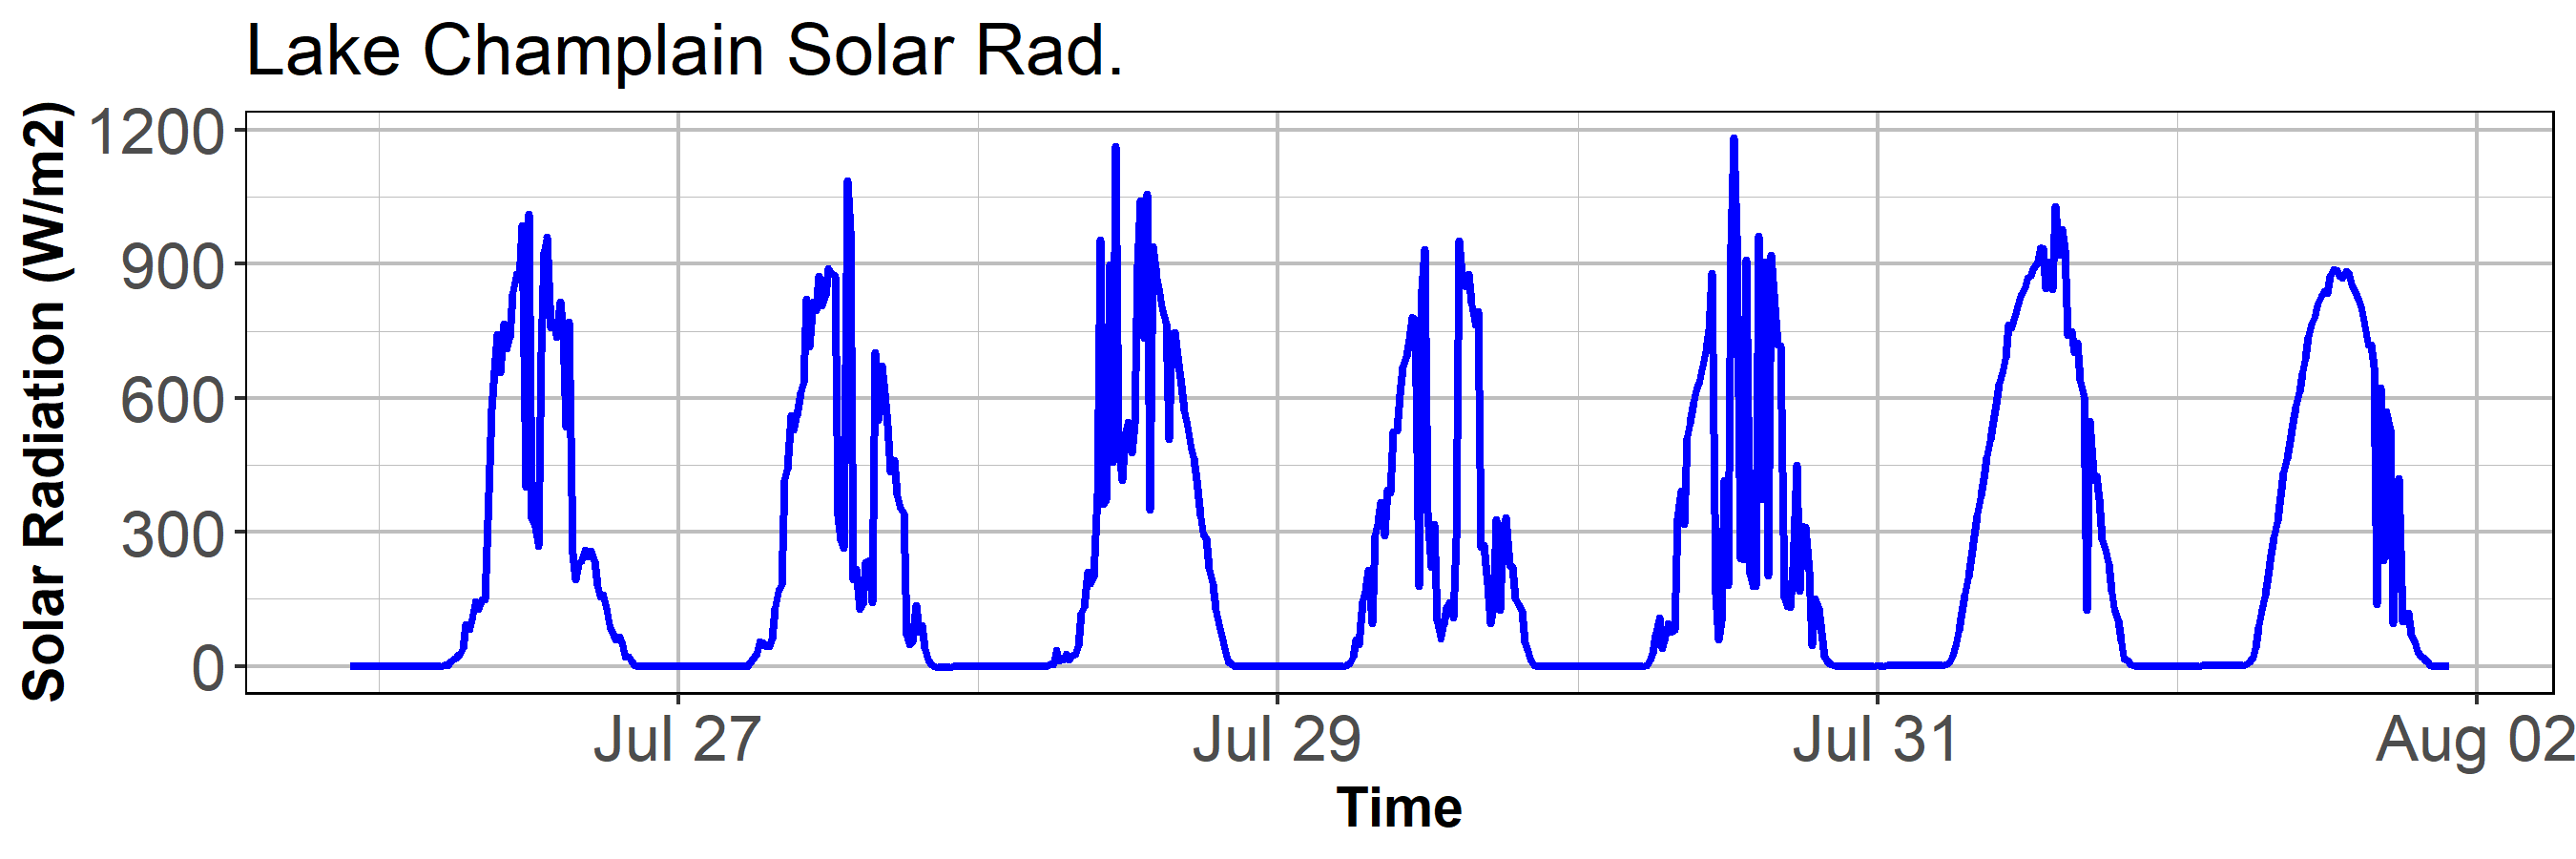 Lake Champlain Solar Rad.
Solar Radiation (W/m2)
1200
900
600
300
0
Jul 27 Jul 29 Jul 31 Aug 02
Time